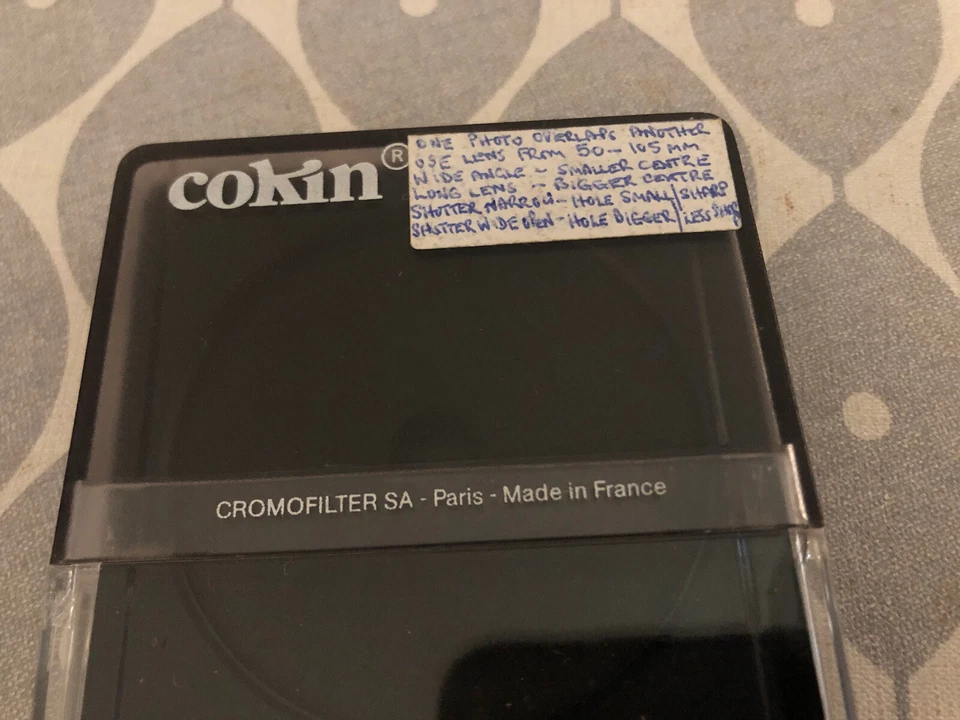 cokin®
ONE PHOTO OVERLAPS ANOTHER
USE LENS FROM 50-105 MM
WIDE ANGLE - SMALLER CENTRE
LONG LENS - BIGGER CENTRE
SHUTTER NARROW - HOLE SMALL/SHARP
SHUTTER WIDE OPEN - HOLE BIGGER/LESS SHARP
CROMOFILTER SA - Paris - Made in France